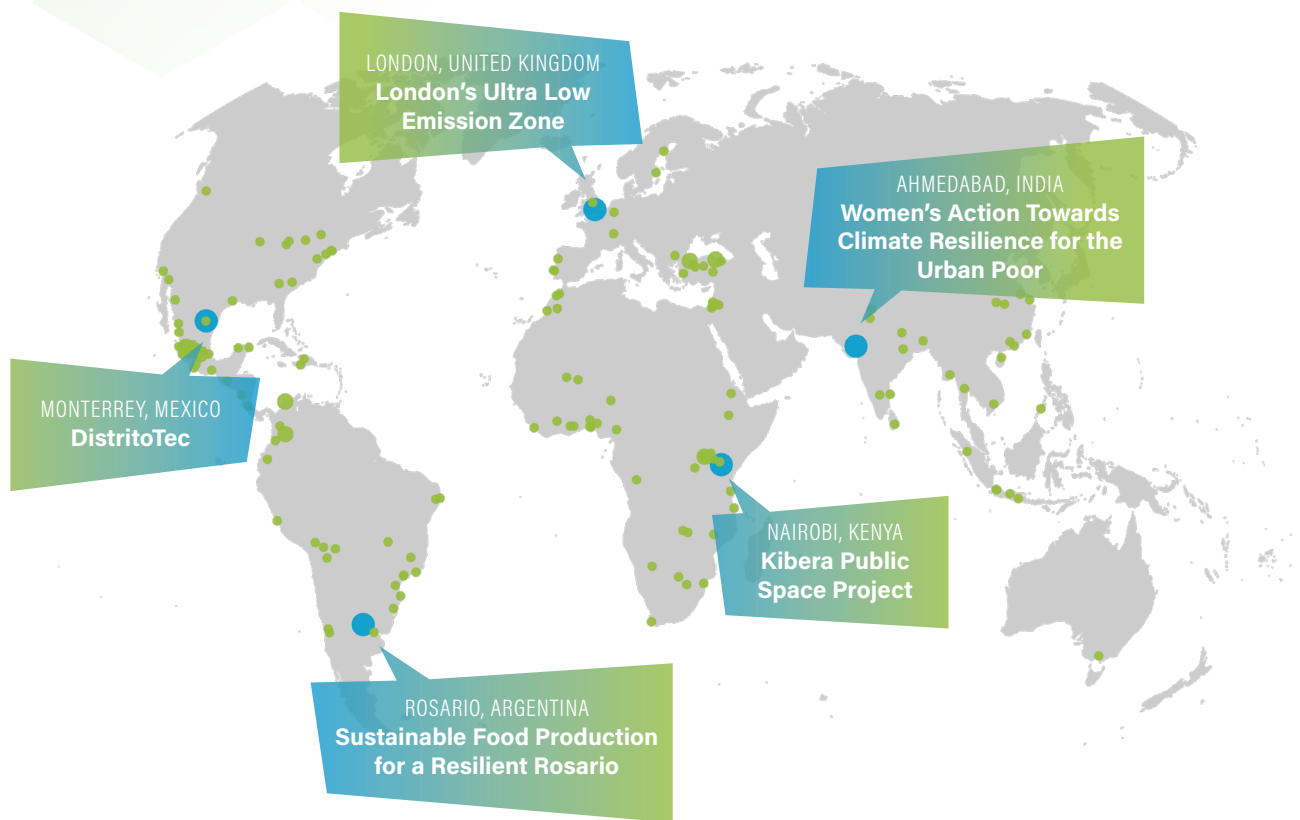 LONDON, UNITED KINGDOM
London’s Ultra Low
Emission Zone
AHMEDABAD, INDIA
Women’s Action Towards
Climate Resilience for the
Urban Poor
MONTERREY, MEXICO
DistritoTec
NAIROBI, KENYA
Kibera Public
Space Project
ROSARIO, ARGENTINA
Sustainable Food Production
for a Resilient Rosario